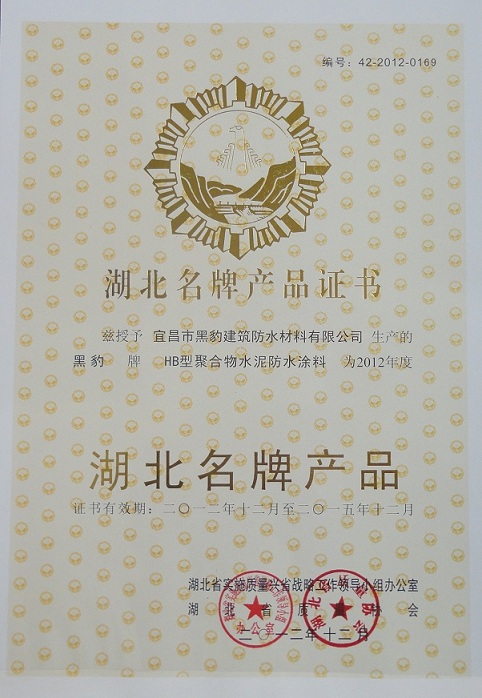 编号：42-2012-0169
湖北名牌产品证书
兹授予 宜昌市黑豹建筑防水材料有限公司 生产的
黑豹 牌 HB型聚合物水泥防水涂料 为2012年度
湖北名牌产品
证书有效期：二〇一二年十二月至二〇一五年十二月
湖北省实施质量兴省战略工作领导小组办公室
湖北省质量协会
二〇一二年十二月